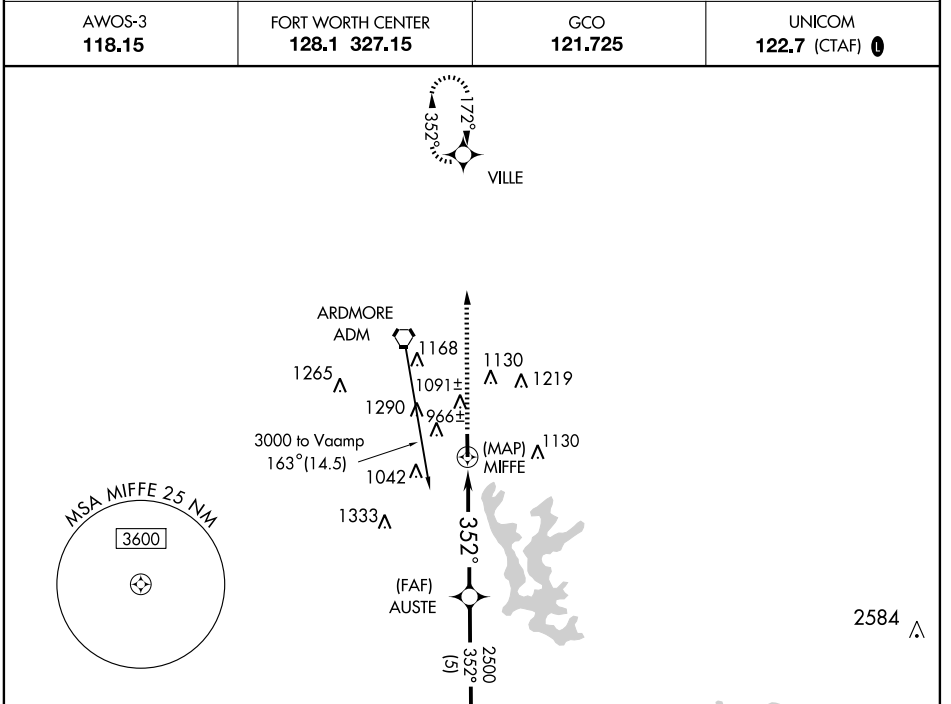 AWOS-3
118.15
FORT WORTH CENTER
128.1 327.15
GCO
121.725
UNICOM
122.7 (CTAF) L
172°
352°
VILLE
ARDMORE
ADM
1168
1130
1265
1091±
1219
1290
966±
3000 to Vaamp
163°(14.5)
(MAP)
MIFFE
1130
1042
MSA MIFFE 25 NM
1333
3600
352°
(FAF)
AUSTE
2584
2500
352°
(5)